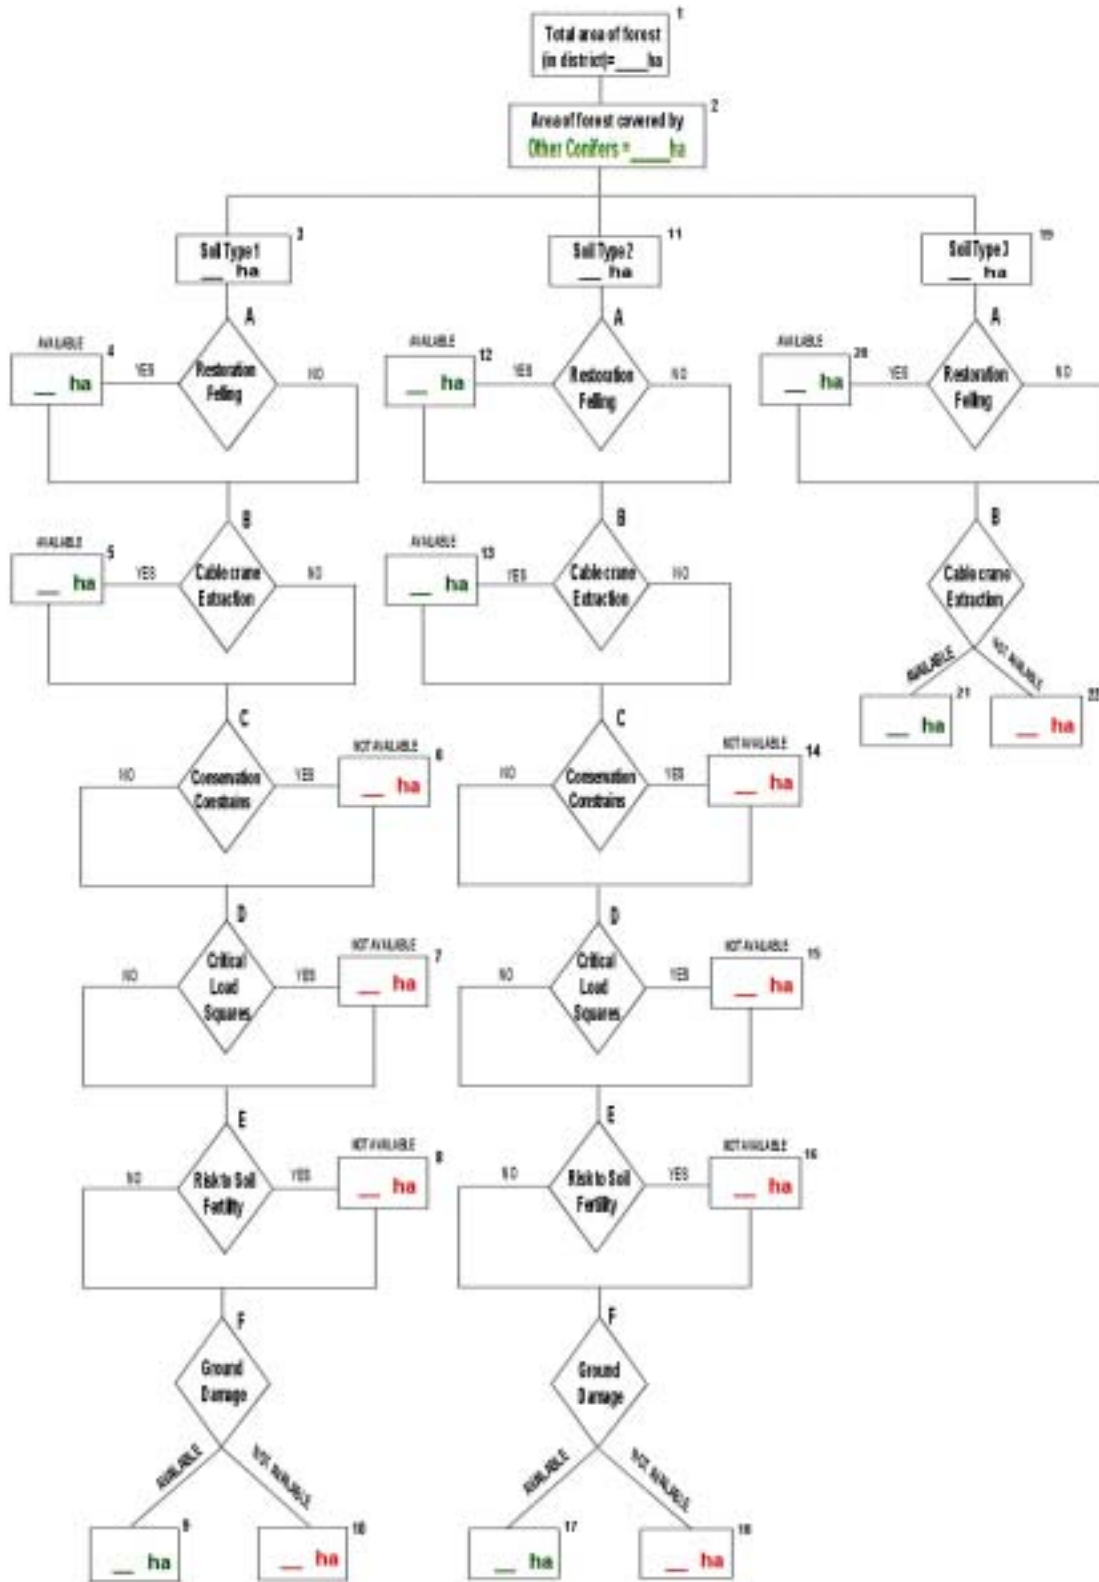 1
Total area of forest
(in district)=____ha
2
Area of forest covered by
Other Conifers =____ha
3
Soil Type 1
__ ha
11
Soil Type 2
__ ha
19
Soil Type 3
__ ha
A
AVAILABLE
4
__ ha
YES
Restoration
Felling
NO
A
AVAILABLE
12
__ ha
YES
Restoration
Felling
NO
A
AVAILABLE
20
__ ha
YES
Restoration
Felling
NO
B
AVAILABLE
5
__ ha
YES
Cable crane
Extraction
NO
B
AVAILABLE
13
__ ha
YES
Cable crane
Extraction
NO
B
Cable crane
Extraction
AVAILABLE
NOT AVAILABLE
21
__ ha
22
__ ha
C
NO
Conservation
Constrains
YES
NOT AVAILABLE
6
__ ha
C
NO
Conservation
Constrains
YES
NOT AVAILABLE
14
__ ha
D
NO
Critical
Load
Squares
YES
NOT AVAILABLE
7
__ ha
D
NO
Critical
Load
Squares
YES
NOT AVAILABLE
15
__ ha
E
NO
Risk to Soil
Fertility
YES
NOT AVAILABLE
8
__ ha
E
NO
Risk to Soil
Fertility
YES
NOT AVAILABLE
16
__ ha
F
Ground
Damage
AVAILABLE
NOT AVAILABLE
9
__ ha
10
__ ha
F
Ground
Damage
AVAILABLE
NOT AVAILABLE
17
__ ha
18
__ ha